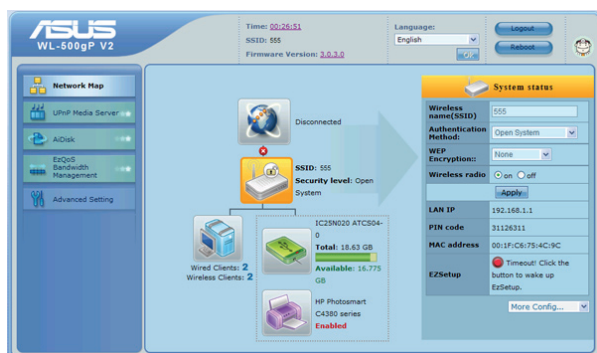 ASUS
WL-500gP V2
Time: 00:26:51
SSID: 555
Firmware Version: 3.0.3.0
Language:
English
OK
Logout
Reboot
Network Map
UPnP Media Server
AiDisk
EzQoS
Bandwidth
Management
Advanced Setting
Disconnected
SSID: 555
Security level: Open
System
Wired Clients: 2
Wireless Clients: 2
IC25N020 ATCS04-
0
Total: 18.63 GB
Available: 16.775
GB
HP Photosmart
C4380 series
Enabled
System status
Wireless
name(SSID)
555
Authentication
Method:
Open System
WEP
Encryption::
None
Wireless radio
on off
Apply
LAN IP
192.168.1.1
PIN code
31126311
MAC address
00:1F:C6:75:4C:9C
EZSetup
Timeout! Click the
button to wake up
EzSetup.
More Config...